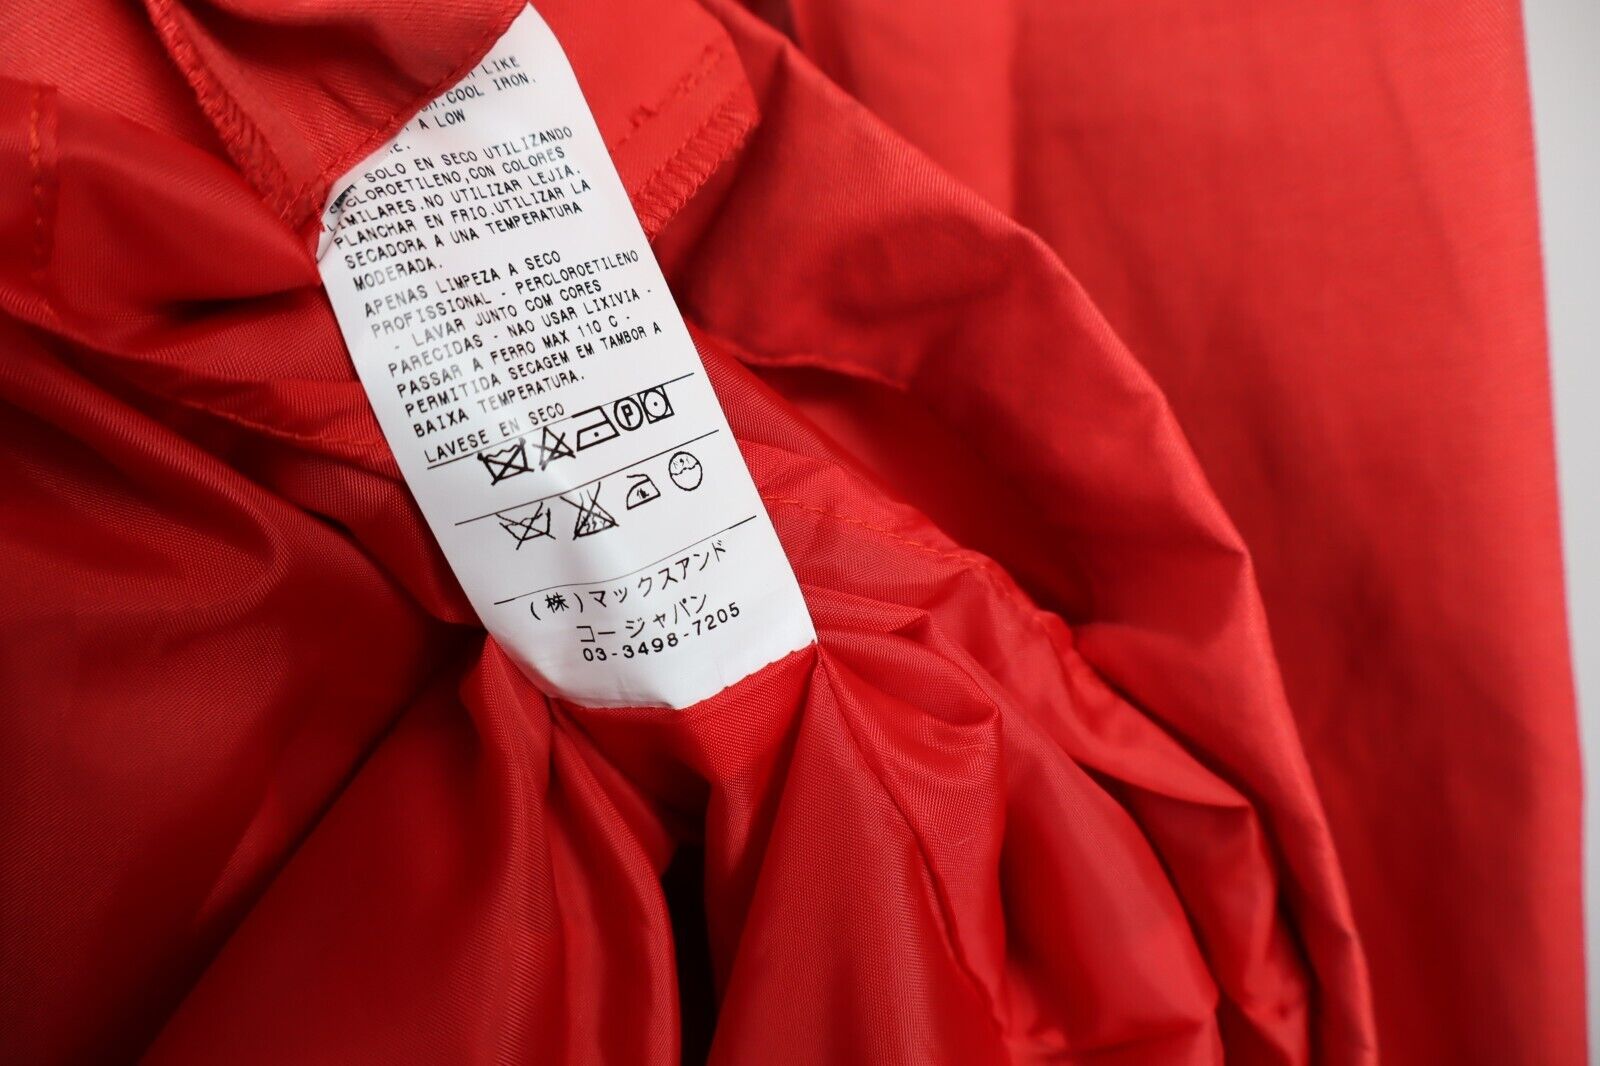 LIKE
COOL IRON.
A LOW
SOLO EN SECO UTILIZANDO
CLOROETILENO,CON COLORES
IMILARES.NO UTILIZAR LEJIA.
PLANCHAR EN FRIO.UTILIZAR LA
SECADORA A UNA TEMPERATURA
MODERADA.
APENAS LIMPEZA A SECO
PROFISSIONAL - PERCLOROETILENO
- LAVAR JUNTO COM CORES
PARECIDAS - NAO USAR LIXIVIA -
PASSAR A FERRO MAX 110 C -
PERMITIDA SECAGEM EM TAMBOR A
BAIXA TEMPERATURA.
LAVESE EN SECO
P
(株)マックスアンド
コージャパン
03-3498-7205